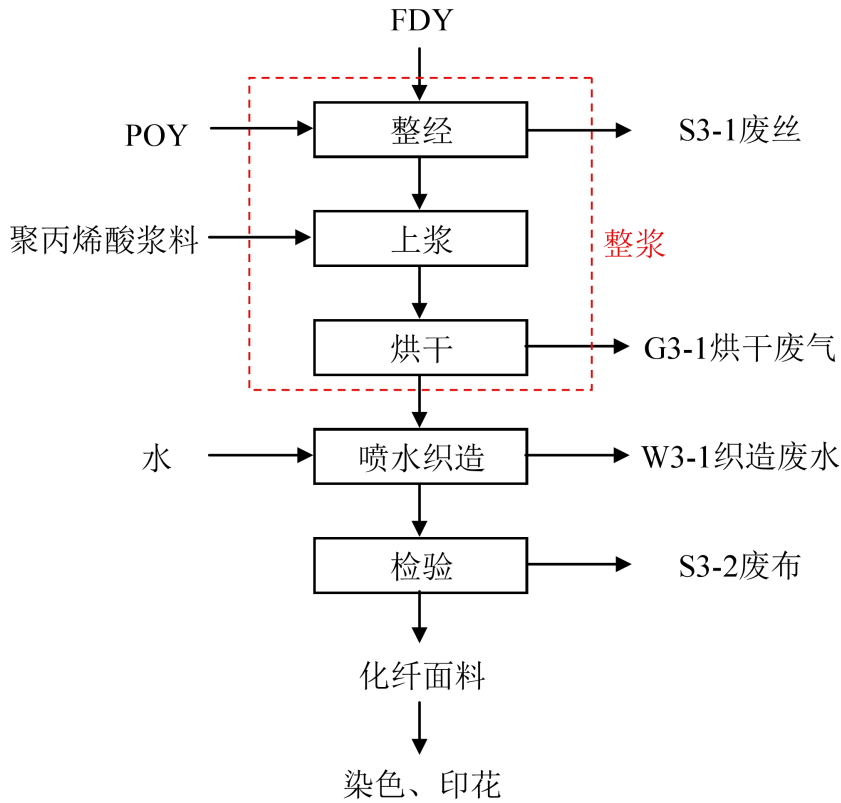 FDY
POY
整经
S3-1废丝
聚丙烯酸浆料
上浆
整浆
烘干
G3-1烘干废气
水
喷水织造
W3-1织造废水
检验
S3-2废布
化纤面料
染色、印花